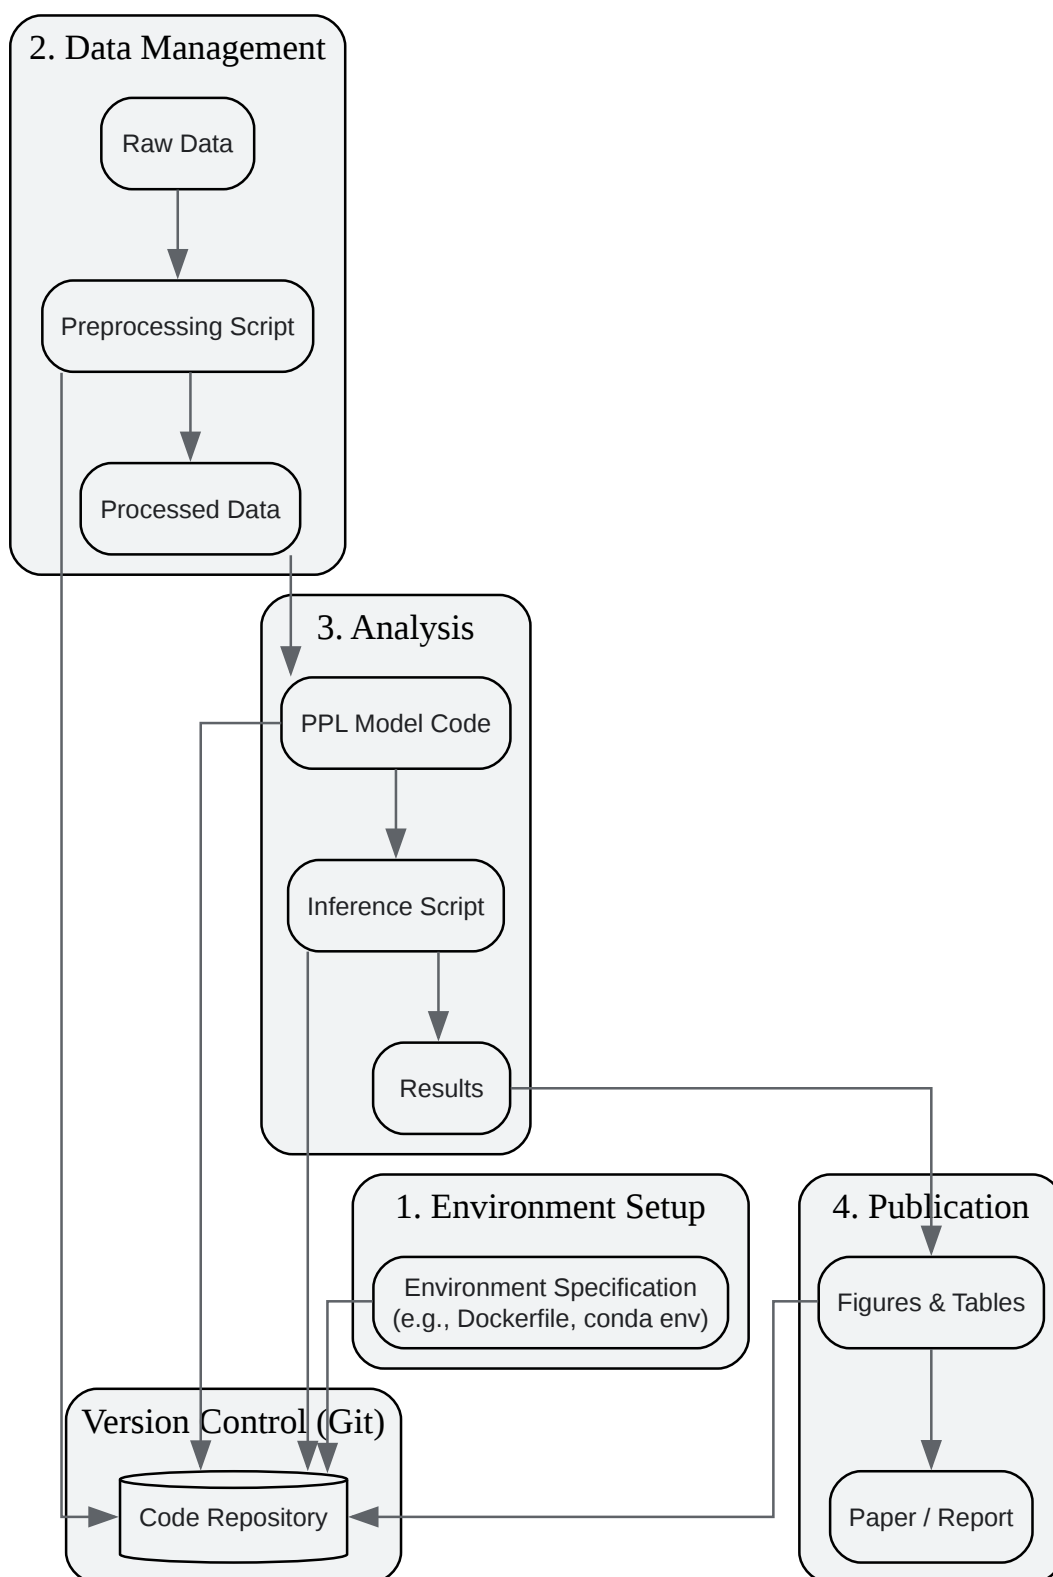 2. Data Management
Raw Data
Preprocessing Script
Processed Data
3. Analysis
PPL Model Code
Inference Script
Results
1. Environment Setup
Environment Specification
(e.g., Dockerfile, conda env)
4. Publication
Figures & Tables
Paper / Report
Version Control (Git)
Code Repository